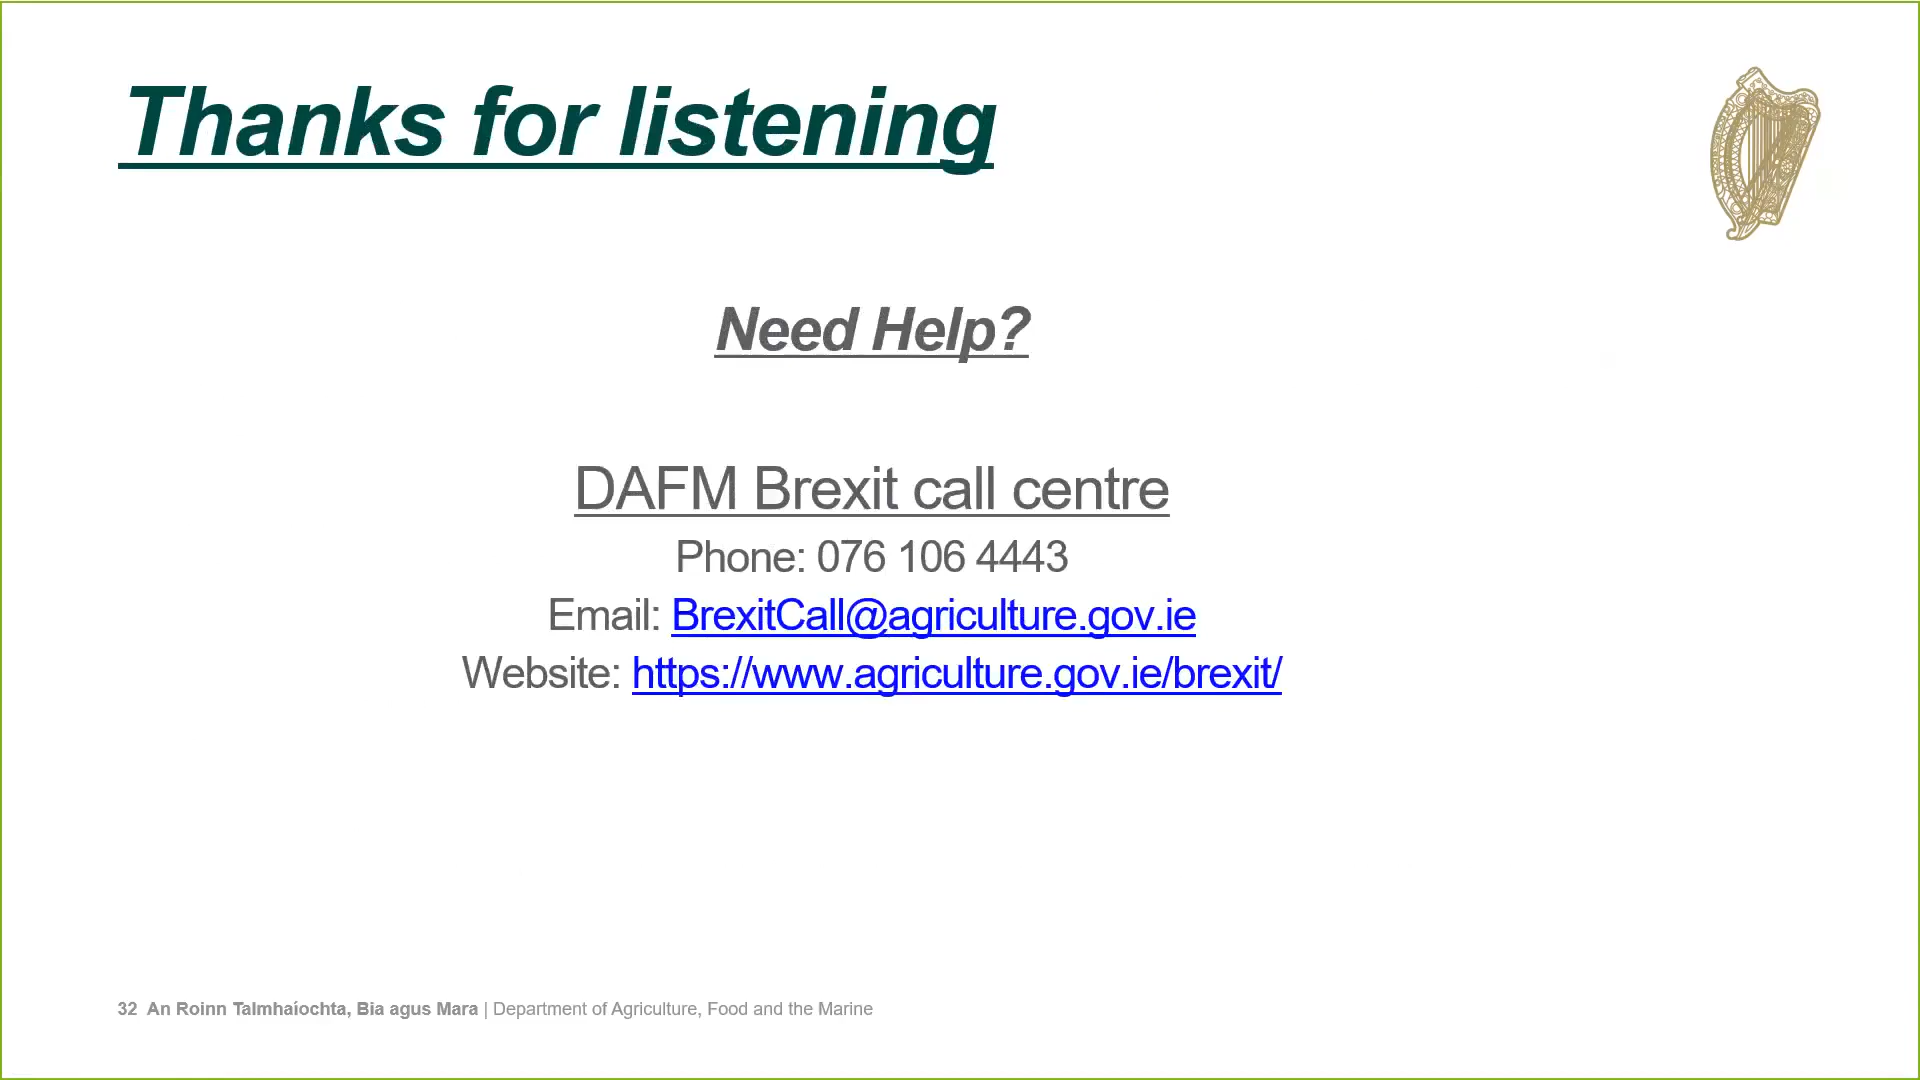 Thanks for listening
Need Help?
DAFM Brexit call centre
Phone: 076 106 4443
Email: BrexitCall@agriculture.gov.ie
Website: https://www.agriculture.gov.ie/brexit/
32 An Roinn Talmhaíochta, Bia agus Mara | Department of Agriculture, Food and the Marine